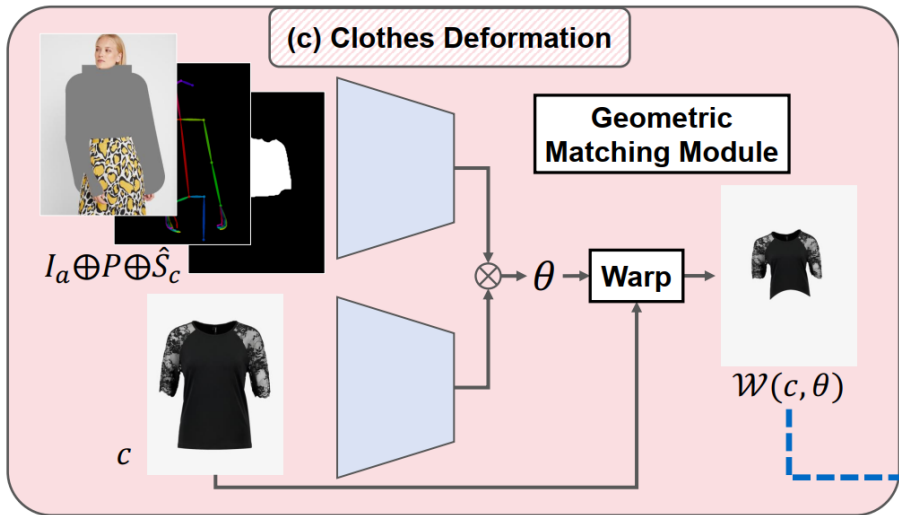 (c) Clothes Deformation
Geometric
Matching Module
I_a⊕P⊕Ŝ_c
θ
Warp
c
𝒲(c, θ)